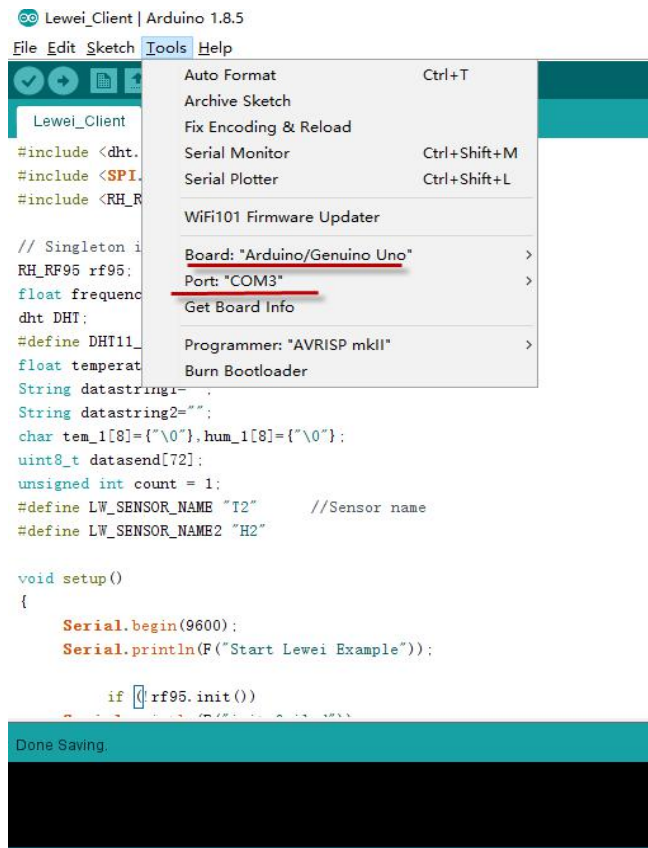 Lewei_Client | Arduino 1.8.5
File Edit Sketch Tools Help
Lewei_Client
Auto Format Ctrl+T
Archive Sketch
Fix Encoding & Reload
Serial Monitor Ctrl+Shift+M
Serial Plotter Ctrl+Shift+L
WiFi101 Firmware Updater
Board: "Arduino/Genuino Uno"
Port: "COM3"
Get Board Info
Programmer: "AVRISP mkII"
Burn Bootloader
#include <dht.
#include <SPI.
#include <RH_R
// Singleton i
RH_RF95 rf95;
float frequenc
dht DHT;
#define DHT11_
float temperat
String datastring1="";
String datastring2="";
char tem_1[8]={"\0"},hum_1[8]={"\0"};
uint8_t datasend[72];
unsigned int count = 1;
#define LW_SENSOR_NAME "T2" //Sensor name
#define LW_SENSOR_NAME2 "H2"
void setup()
{
Serial.begin(9600);
Serial.println(F("Start Lewei Example"));
if (!rf95.init())
Done Saving.